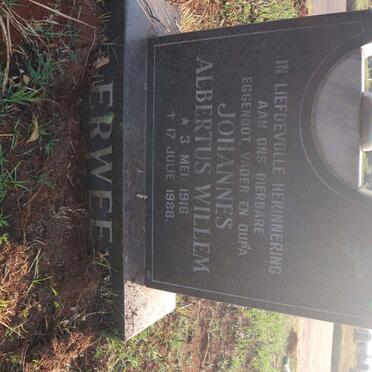 IN LIEFDEVOLLE HERINNERING
AAN ONS DIERBARE
EGGENOOT, VADER EN OUPA
JOHANNES
ALBERTUS WILLEM
★ 3 MEI 1916
✝ 17 JULIE 1988.
ERWEE